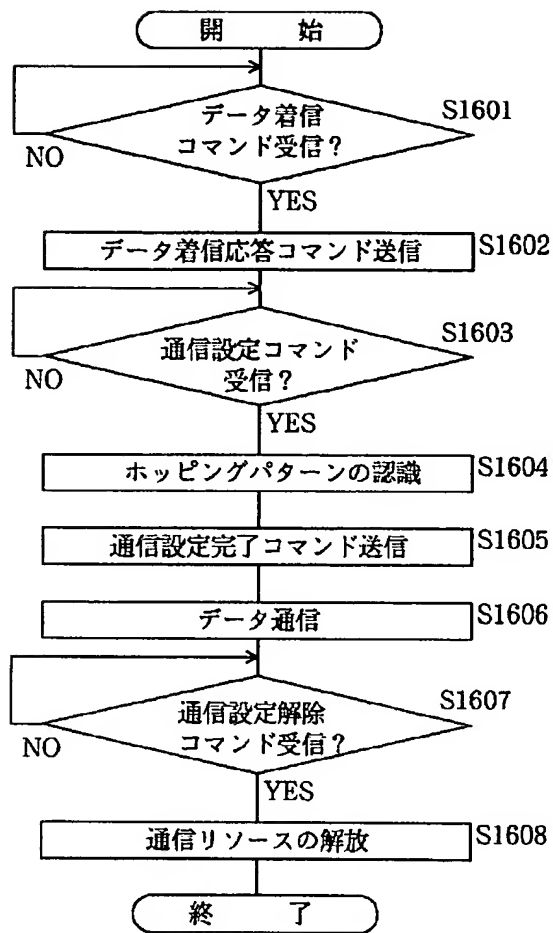 開　始
データ着信
コマンド受信？
S1601
NO
YES
データ着信応答コマンド送信
S1602
通信設定コマンド
受信？
S1603
NO
YES
ホッピングパターンの認識
S1604
通信設定完了コマンド送信
S1605
データ通信
S1606
通信設定解除
コマンド受信？
S1607
NO
YES
通信リソースの解放
S1608
終　了